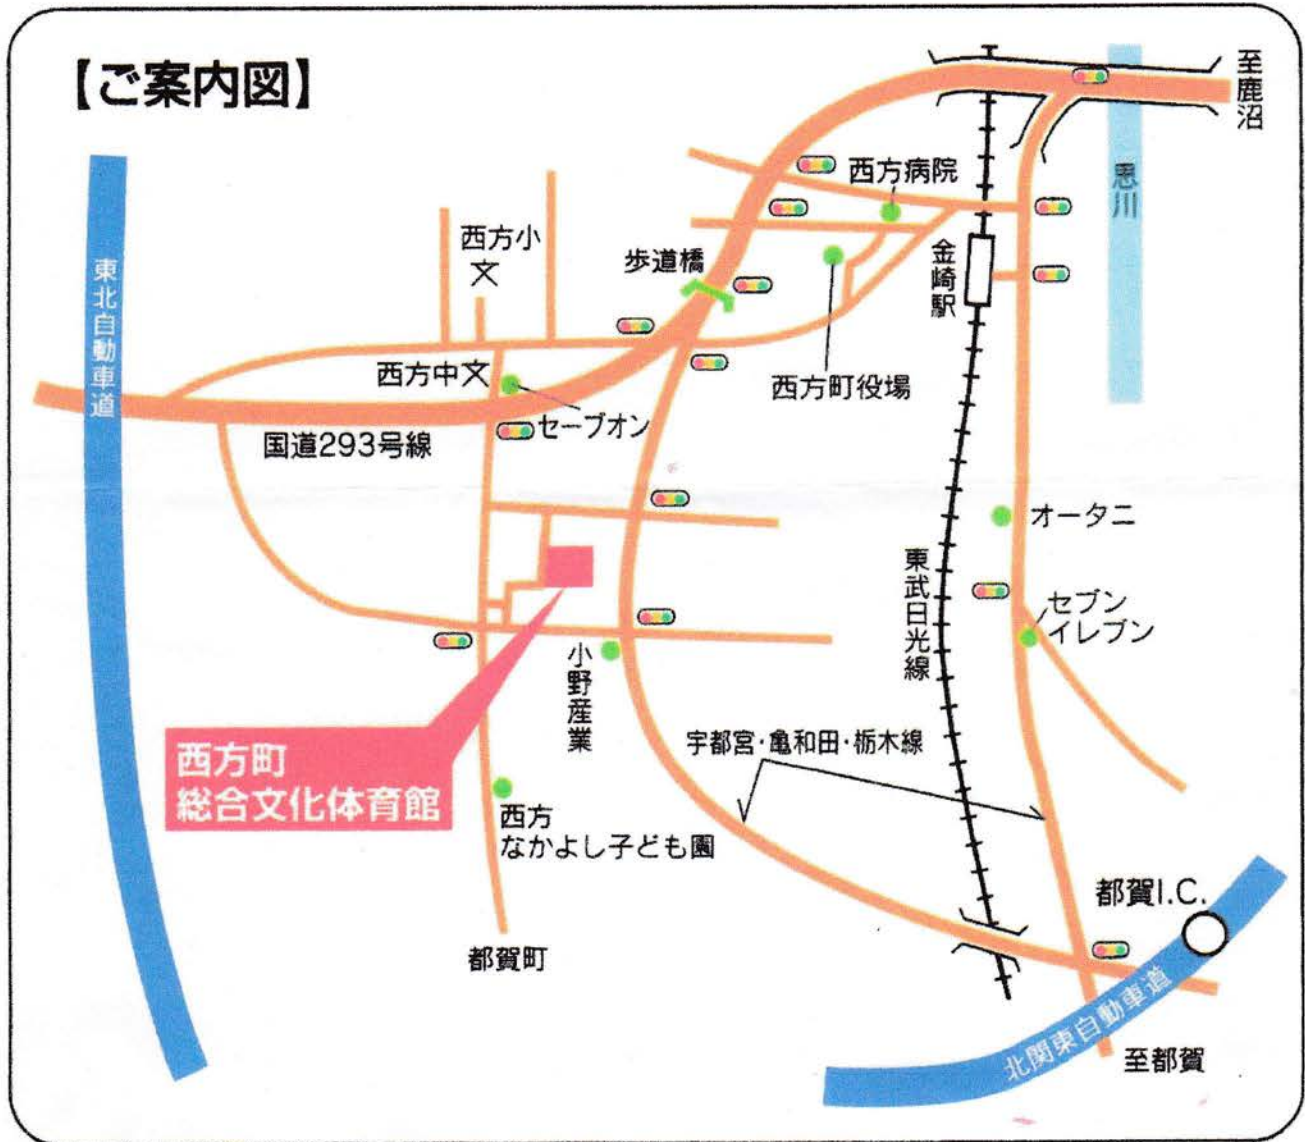 【ご案内図】
至鹿沼
思川
西方病院
西方小
文
歩道橋
金崎駅
東北自動車道
西方中文
西方町役場
セーブオン
国道293号線
オータニ
東武日光線
セブン
イレブン
小野産業
宇都宮・亀和田・栃木線
西方町
総合文化体育館
西方
なかよし子ども園
都賀I.C.
都賀町
北関東自動車道
至都賀